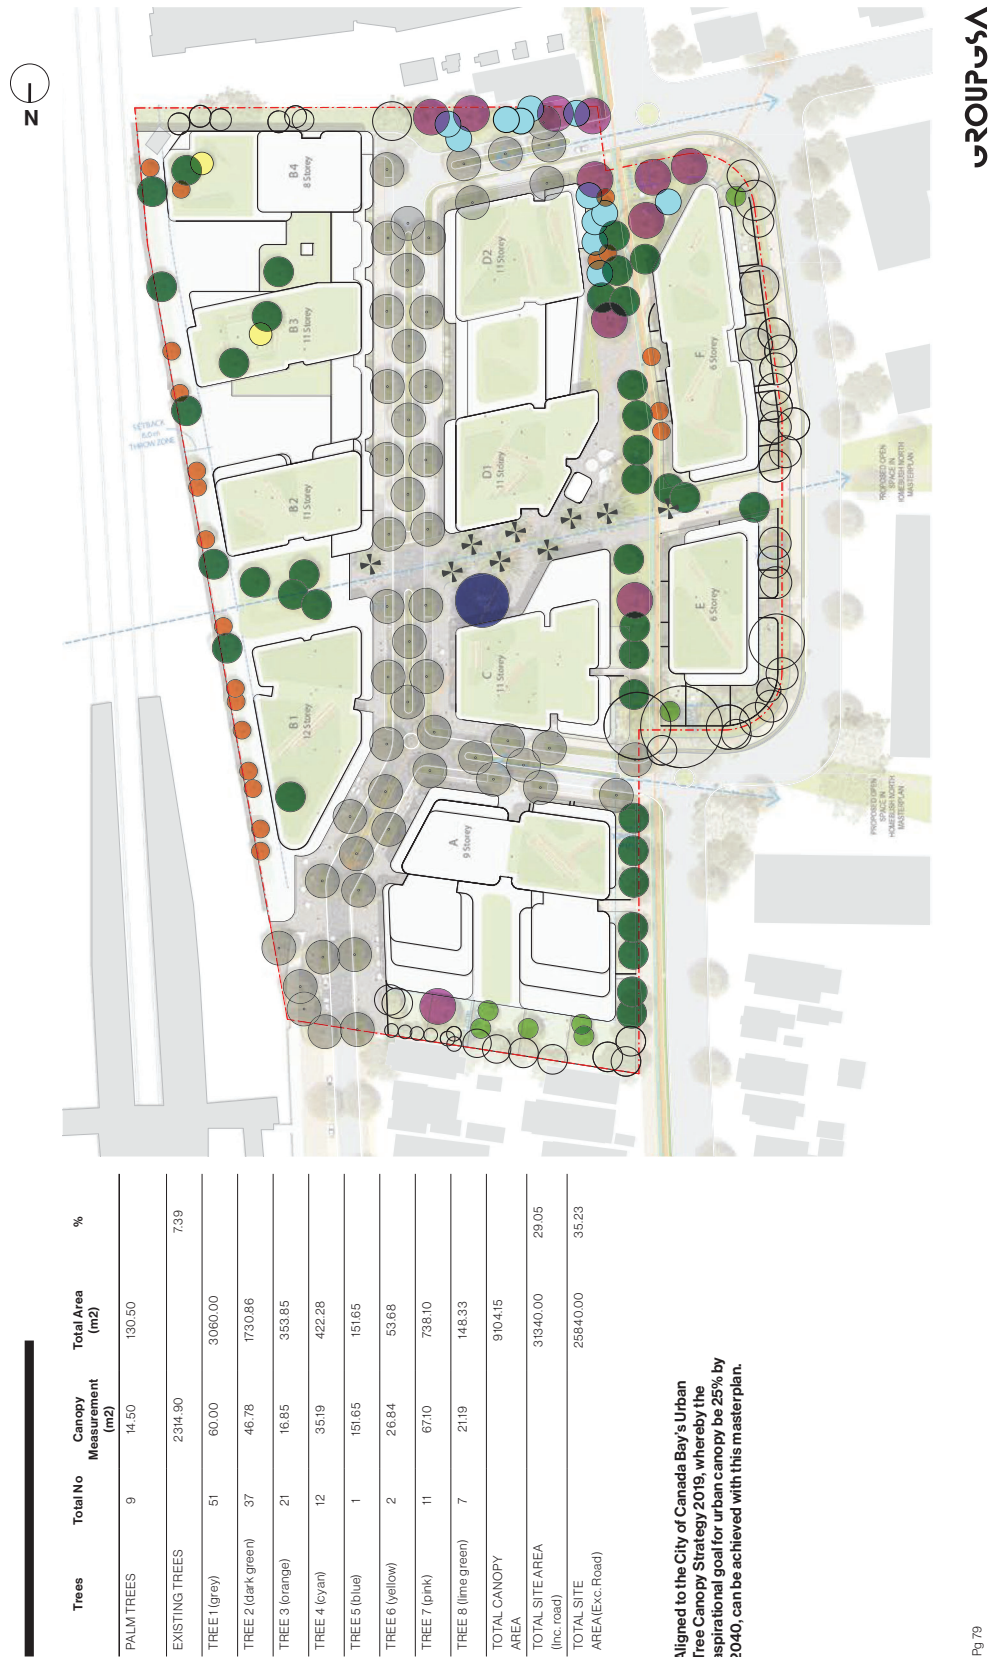 GROUPGSA
N
B4
8 Storey
B3
11 Storey
B2
11 Storey
B1
12 Storey
D2
11 Storey
D1
11 Storey
C
11 Storey
A
9 Storey
F
6 Storey
E
6 Storey
SETBACK
THROW ZONE
PROPOSED OPEN
SPACE IN
HOMEBUSH NORTH
MASTERPLAN
PROPOSED OPEN
SPACE IN
HOMEBUSH NORTH
MASTERPLAN
Trees Total No Canopy Measurement (m2) Total Area (m2) %
PALM TREES 9 14.50 130.50
EXISTING TREES 2314.90 7.39
TREE 1 (grey) 51 60.00 3060.00
TREE 2 (dark green) 37 46.78 1730.86
TREE 3 (orange) 21 16.85 353.85
TREE 4 (cyan) 12 35.19 422.28
TREE 5 (blue) 1 151.65 151.65
TREE 6 (yellow) 2 26.84 53.68
TREE 7 (pink) 11 67.10 738.10
TREE 8 (lime green) 7 21.19 148.33
TOTAL CANOPY AREA 9104.15
TOTAL SITE AREA (Inc. road) 31340.00 29.05
TOTAL SITE AREA(Exc. Road) 25840.00 35.23
Aligned to the City of Canada Bay's Urban
Tree Canopy Strategy 2019, whereby the
aspirational goal for urban canopy be 25% by
2040, can be achieved with this masterplan.
Pg 79